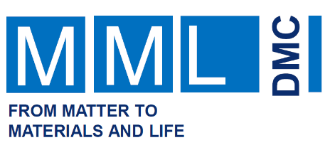 MML DMC
FROM MATTER TO
MATERIALS AND LIFE